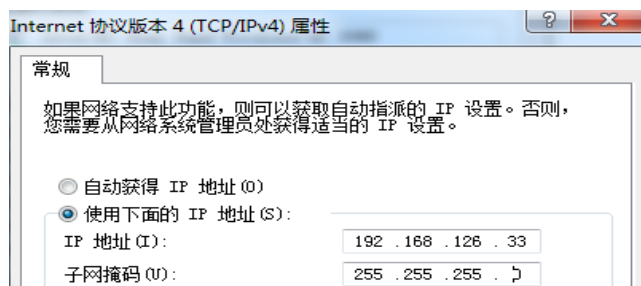 Internet 协议版本 4 (TCP/IPv4) 属性
常规
如果网络支持此功能，则可以获取自动指派的 IP 设置。否则，
您需要从网络系统管理员处获得适当的 IP 设置。
自动获得 IP 地址(O)
使用下面的 IP 地址(S):
IP 地址(I): 192 .168 .126 . 33
子网掩码(U): 255 .255 .255 .